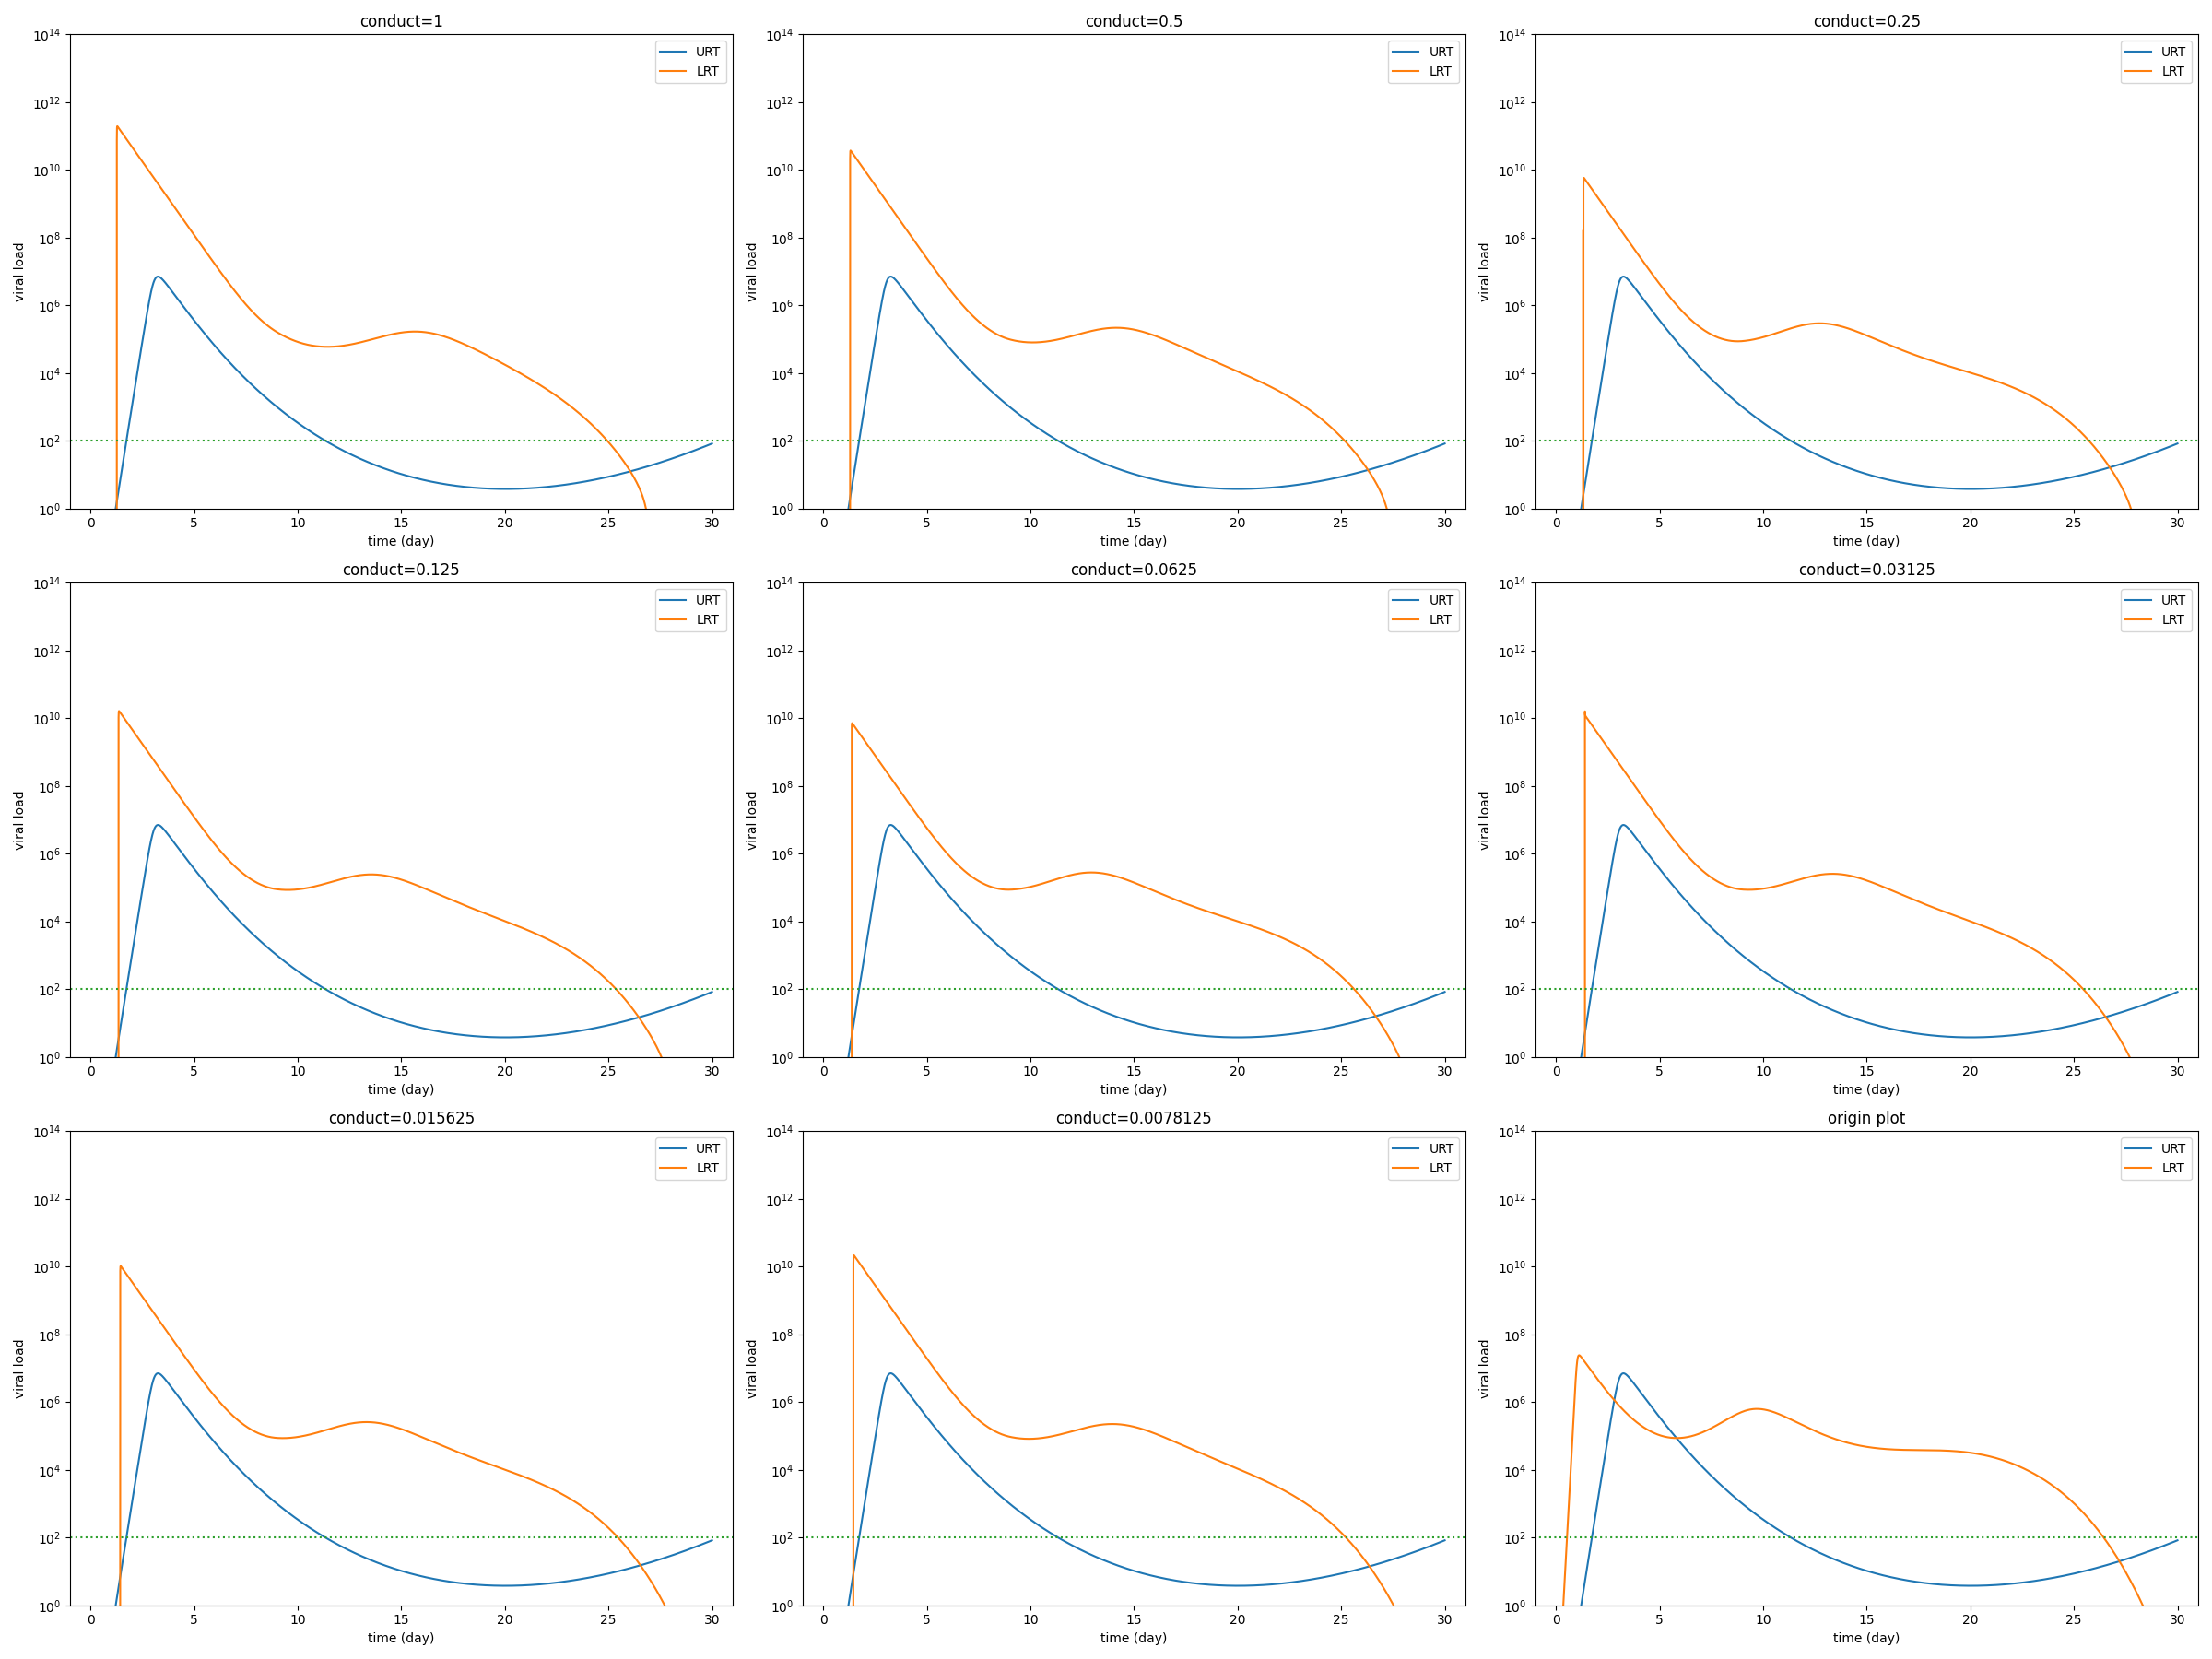 conduct=1
10^14
10^12
10^10
10^8
10^6
10^4
10^2
10^0
viral load
0 5 10 15 20 25 30
time (day)
URT
LRT
conduct=0.5
10^14
10^12
10^10
10^8
10^6
10^4
10^2
10^0
viral load
0 5 10 15 20 25 30
time (day)
URT
LRT
conduct=0.25
10^14
10^12
10^10
10^8
10^6
10^4
10^2
10^0
viral load
0 5 10 15 20 25 30
time (day)
URT
LRT
conduct=0.125
10^14
10^12
10^10
10^8
10^6
10^4
10^2
10^0
viral load
0 5 10 15 20 25 30
time (day)
URT
LRT
conduct=0.0625
10^14
10^12
10^10
10^8
10^6
10^4
10^2
10^0
viral load
0 5 10 15 20 25 30
time (day)
URT
LRT
conduct=0.03125
10^14
10^12
10^10
10^8
10^6
10^4
10^2
10^0
viral load
0 5 10 15 20 25 30
time (day)
URT
LRT
conduct=0.015625
10^14
10^12
10^10
10^8
10^6
10^4
10^2
10^0
viral load
0 5 10 15 20 25 30
time (day)
URT
LRT
conduct=0.0078125
10^14
10^12
10^10
10^8
10^6
10^4
10^2
10^0
viral load
0 5 10 15 20 25 30
time (day)
URT
LRT
origin plot
10^14
10^12
10^10
10^8
10^6
10^4
10^2
10^0
viral load
0 5 10 15 20 25 30
time (day)
URT
LRT